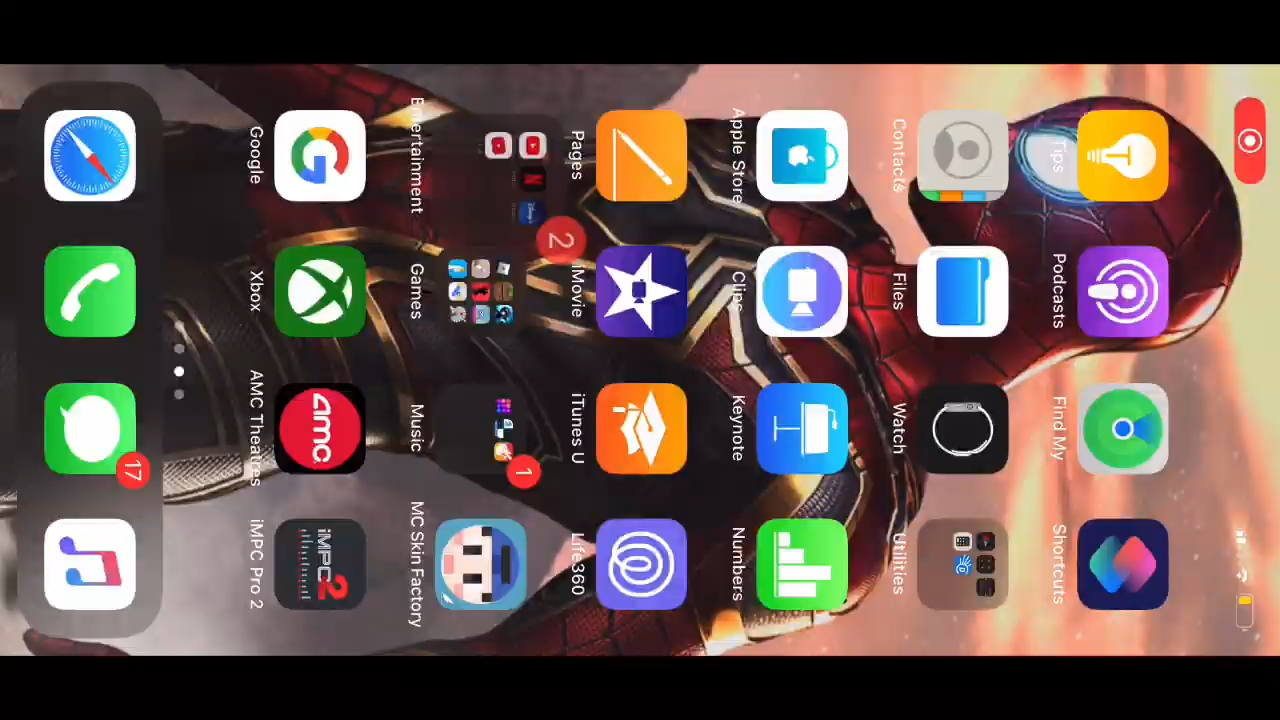 Tips
Podcasts
Find My
Shortcuts
Contacts
Files
Watch
Utilities
Apple Store
Clips
Keynote
Numbers
Pages
iMovie
iTunes U
Life360
2
Entertainment
Games
1
Music
MC Skin Factory
G
Google
Xbox
amc
AMC Theatres
iMPC
2
iMPC Pro 2
17